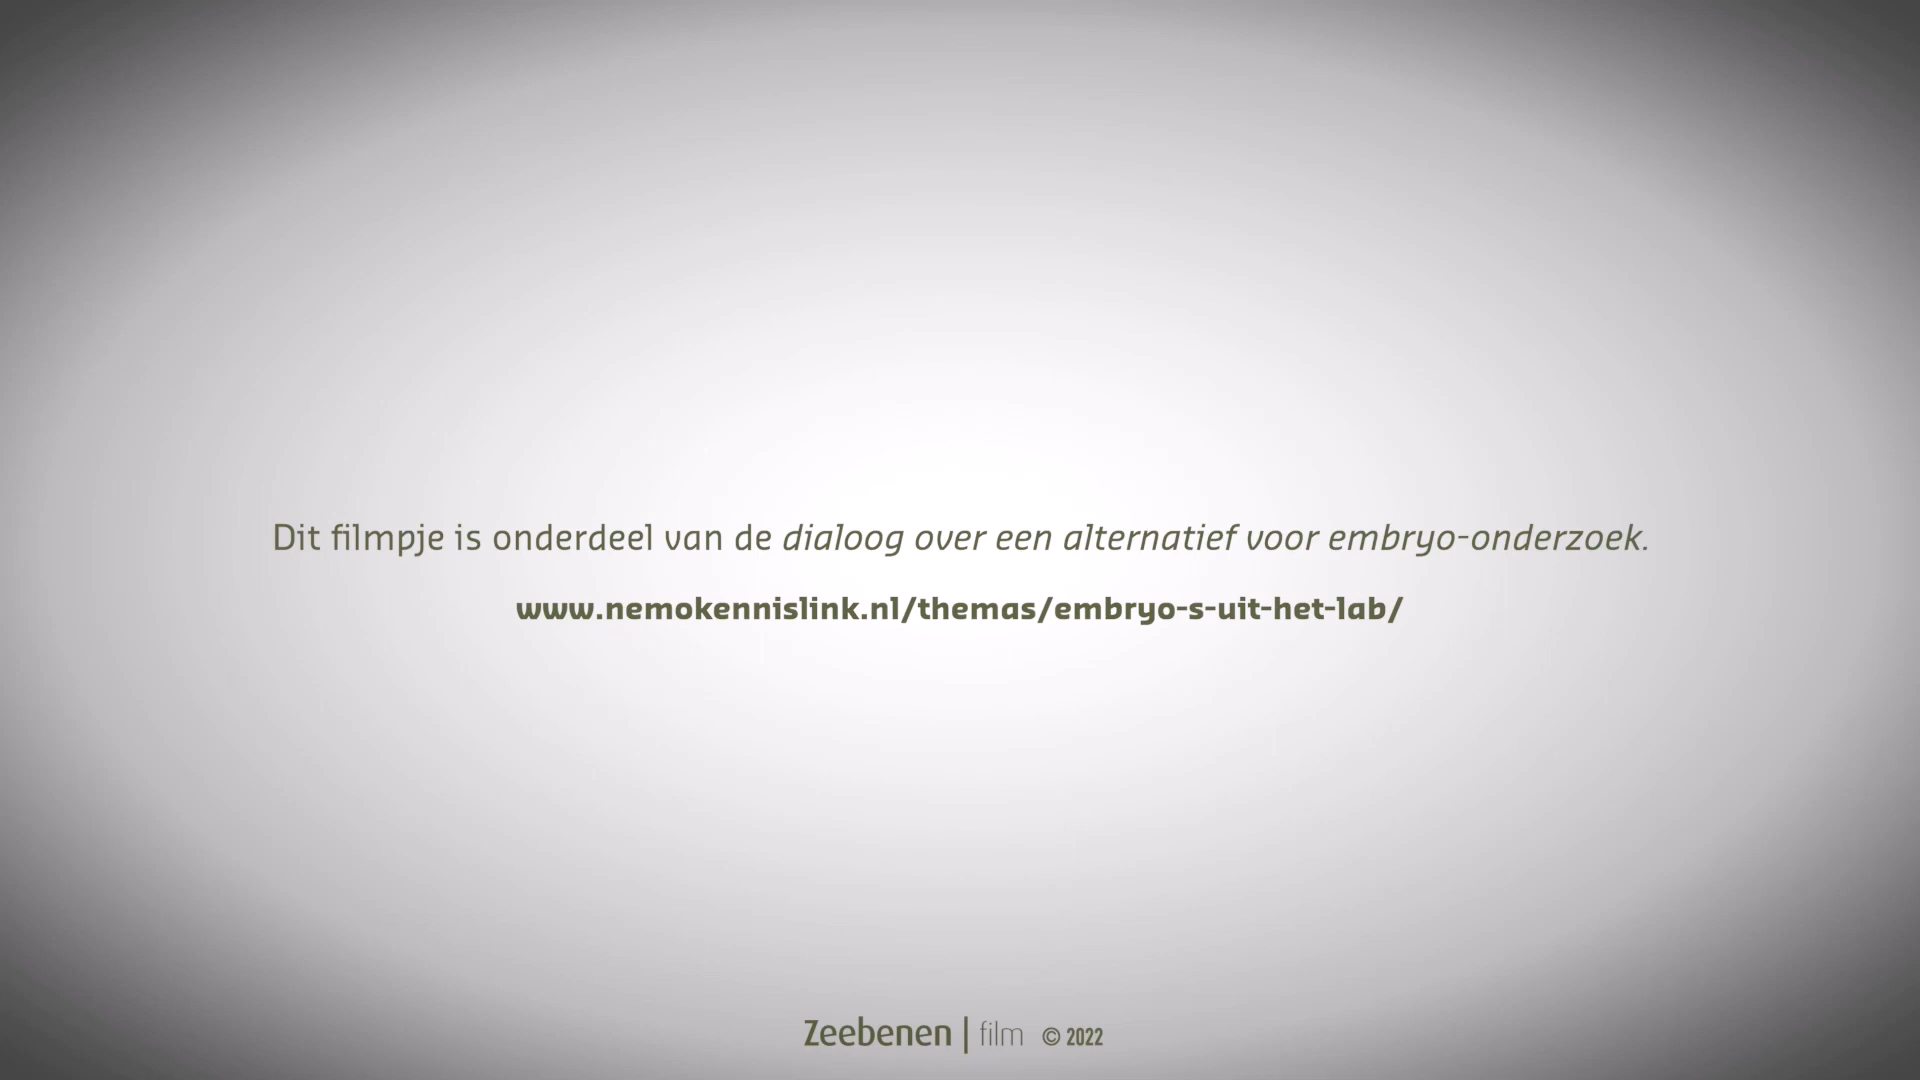 Dit filmpje is onderdeel van de dialoog over een alternatief voor embryo-onderzoek.
www.nemokennislink.nl/themas/embryo-s-uit-het-lab/
Zeebenen | film © 2022